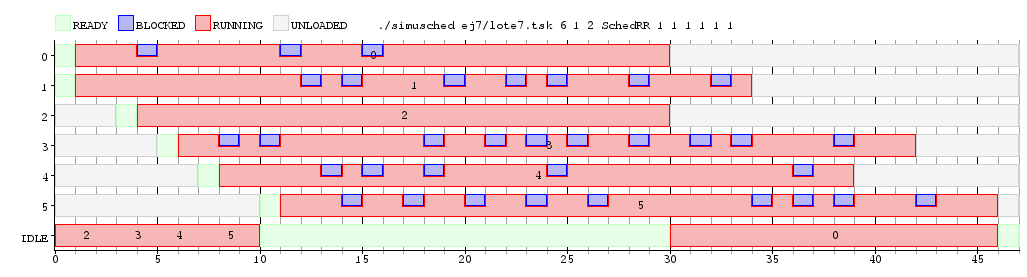 READY BLOCKED RUNNING UNLOADED ./simusched ej7/lote7.tsk 6 1 2 SchedRR 1 1 1 1 1 1
0 0
1 1
2 2
3 3
4 4
5 5
IDLE 2 3 4 5 0
0 5 10 15 20 25 30 35 40 45